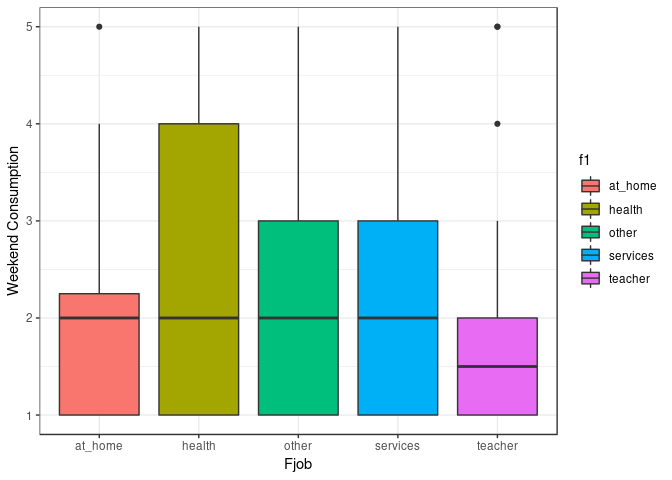 5
4
3
2
1
Weekend Consumption
at_home
health
other
services
teacher
Fjob
f1
at_home
health
other
services
teacher